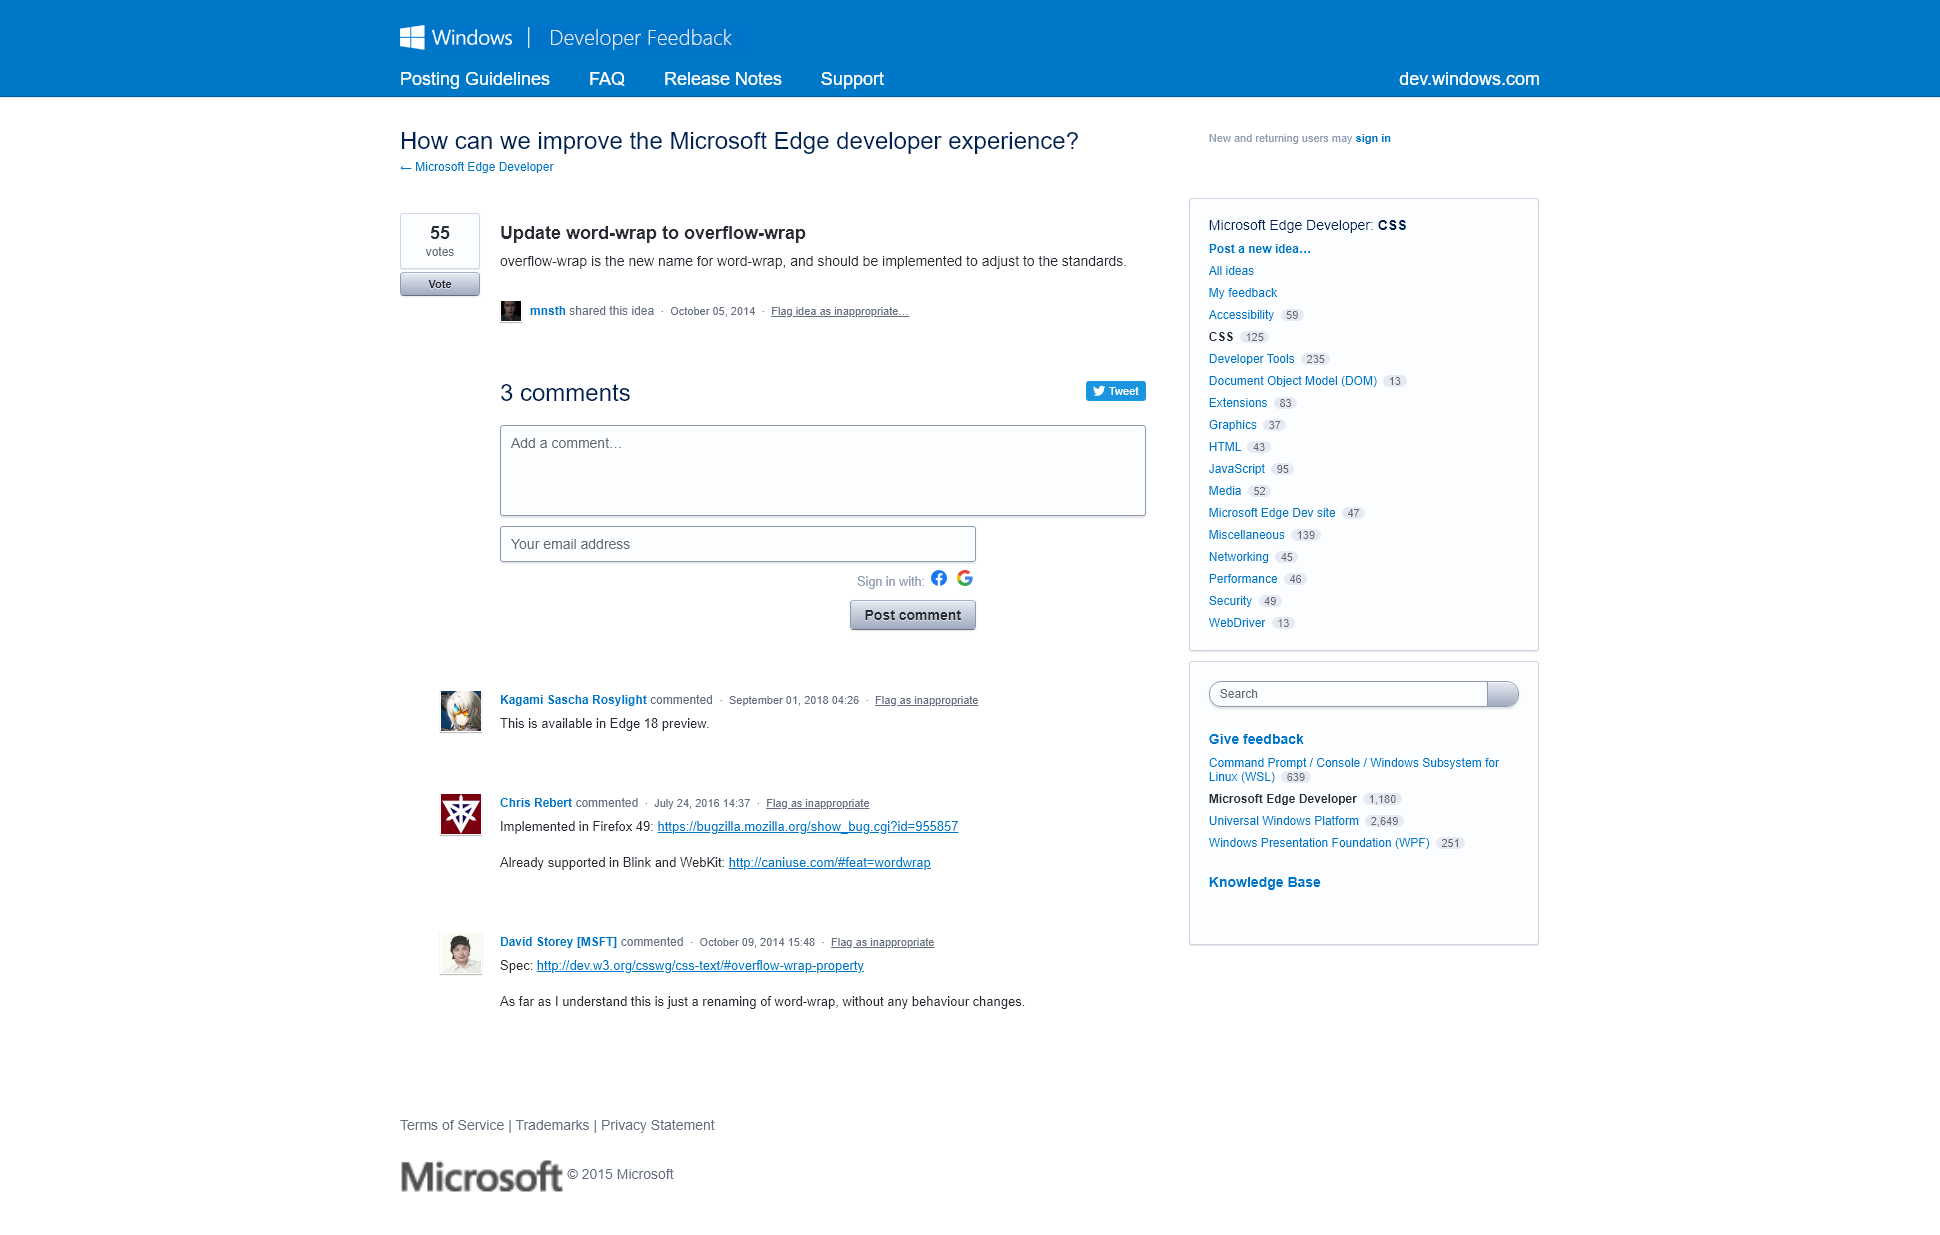 Windows | Developer Feedback
Posting Guidelines FAQ Release Notes Support dev.windows.com
How can we improve the Microsoft Edge developer experience?
← Microsoft Edge Developer
New and returning users may sign in
55
votes
Vote
Update word-wrap to overflow-wrap
overflow-wrap is the new name for word-wrap, and should be implemented to adjust to the standards.
mnsth shared this idea · October 05, 2014 · Flag idea as inappropriate…
3 comments
Tweet
Add a comment…
Your email address
Sign in with:
Post comment
Kagami Sascha Rosylight commented · September 01, 2018 04:26 · Flag as inappropriate
This is available in Edge 18 preview.
Chris Rebert commented · July 24, 2016 14:37 · Flag as inappropriate
Implemented in Firefox 49: https://bugzilla.mozilla.org/show_bug.cgi?id=955857
Already supported in Blink and WebKit: http://caniuse.com/#feat=wordwrap
David Storey [MSFT] commented · October 09, 2014 15:48 · Flag as inappropriate
Spec: http://dev.w3.org/csswg/css-text/#overflow-wrap-property
As far as I understand this is just a renaming of word-wrap, without any behaviour changes.
Microsoft Edge Developer: CSS
Post a new idea…
All ideas
My feedback
Accessibility 59
CSS 125
Developer Tools 235
Document Object Model (DOM) 13
Extensions 83
Graphics 37
HTML 43
JavaScript 95
Media 52
Microsoft Edge Dev site 47
Miscellaneous 139
Networking 45
Performance 46
Security 49
WebDriver 13
Search
Give feedback
Command Prompt / Console / Windows Subsystem for
Linux (WSL) 639
Microsoft Edge Developer 1,180
Universal Windows Platform 2,649
Windows Presentation Foundation (WPF) 251
Knowledge Base
Terms of Service | Trademarks | Privacy Statement
Microsoft © 2015 Microsoft